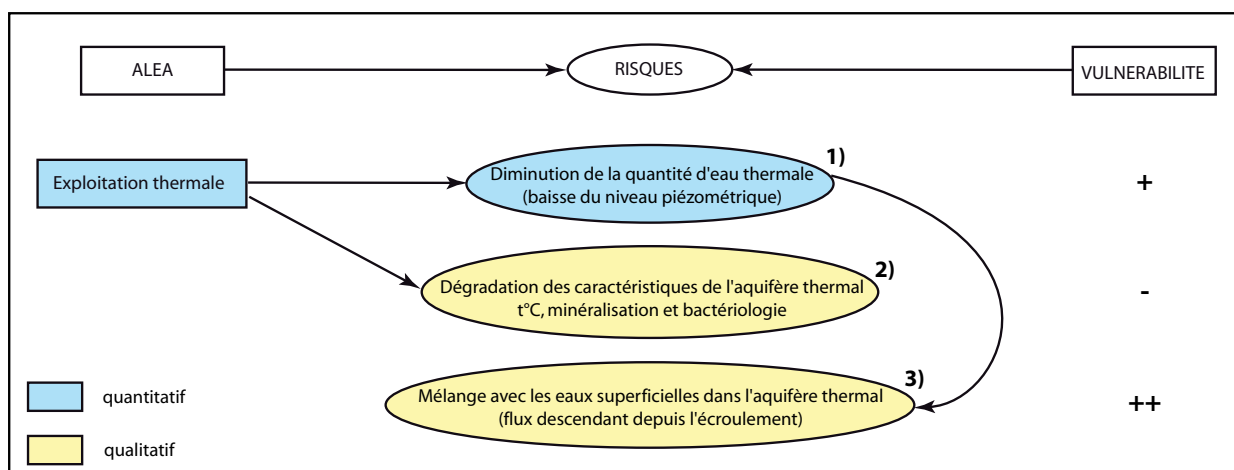 ALEA
RISQUES
VULNERABILITE
Exploitation thermale
1)
Diminution de la quantité d'eau thermale
(baisse du niveau piézométrique)
+
2)
Dégradation des caractéristiques de l'aquifère thermal
t°C, minéralisation et bactériologie
-
3)
Mélange avec les eaux superficielles dans l'aquifère thermal
(flux descendant depuis l'écroulement)
++
quantitatif
qualitatif